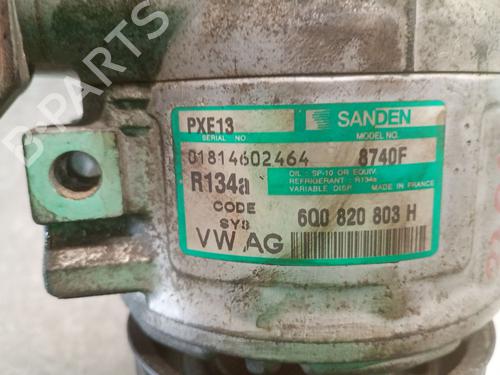 B-PARTS
PXE13 SANDEN
SERIAL NO MODEL NO.
01814602464 8740F
R134a OIL : SP-10 OR EQUIV.
REFRIGERANT : R134a
VARIABLE DISP. MADE IN FRANCE
CODE
SY8
6Q0 820 803 H
VW AG